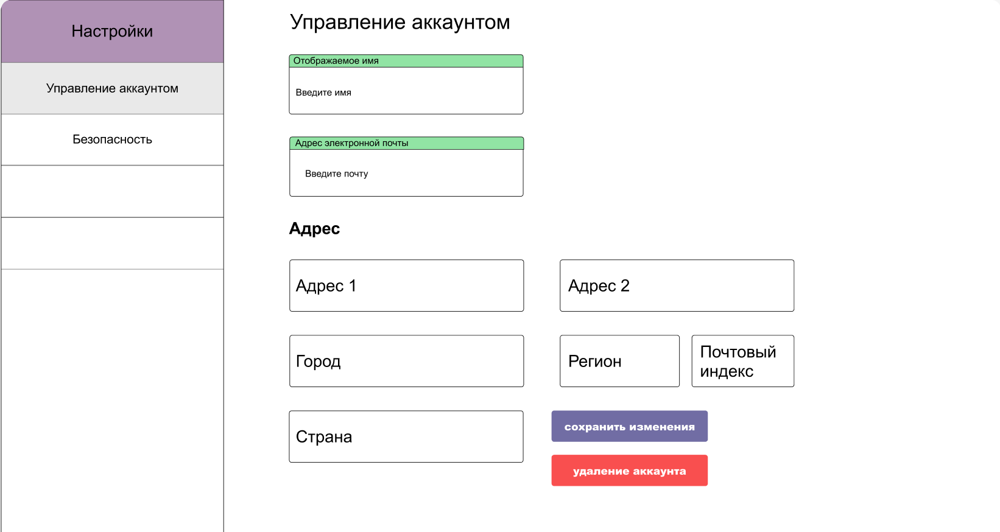 Настройки
Управление аккаунтом
Безопасность
Управление аккаунтом
Отображаемое имя
Введите имя
Адрес электронной почты
Введите почту
Адрес
Адрес 1
Адрес 2
Город
Регион
Почтовый
индекс
Страна
сохранить изменения
удаление аккаунта